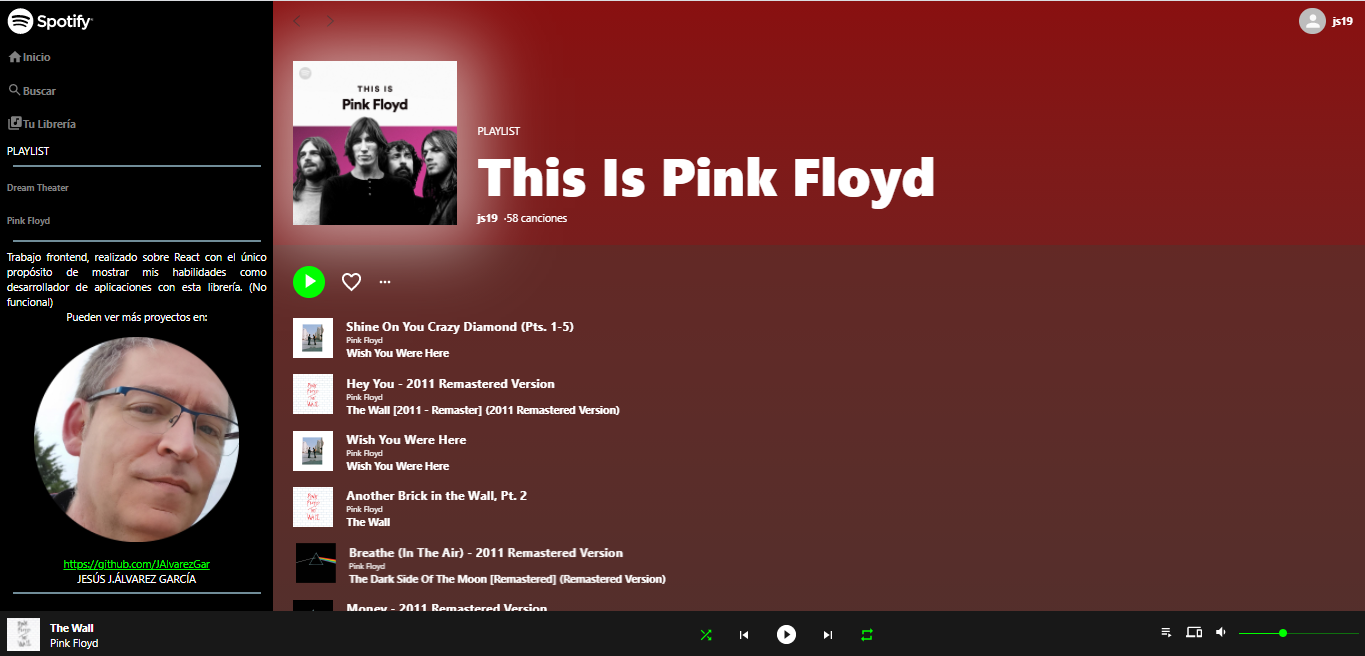 Spotify
js19
Inicio
Buscar
Tu Librería
PLAYLIST
Dream Theater
Pink Floyd
Trabajo frontend, realizado sobre React con el único
propósito de mostrar mis habilidades como
desarrollador de aplicaciones con esta librería. (No
funcional)
Pueden ver más proyectos en:
https://github.com/JAlvarezGar
JESÚS J.ÁLVAREZ GARCÍA
THIS IS
Pink Floyd
PLAYLIST
This Is Pink Floyd
js19 ·58 canciones
Shine On You Crazy Diamond (Pts. 1-5)
Pink Floyd
Wish You Were Here
Hey You - 2011 Remastered Version
Pink Floyd
The Wall [2011 - Remaster] (2011 Remastered Version)
Wish You Were Here
Pink Floyd
Wish You Were Here
Another Brick in the Wall, Pt. 2
Pink Floyd
The Wall
Breathe (In The Air) - 2011 Remastered Version
Pink Floyd
The Dark Side Of The Moon [Remastered] (Remastered Version)
Money - 2011 Remastered Version
The Wall
Pink Floyd